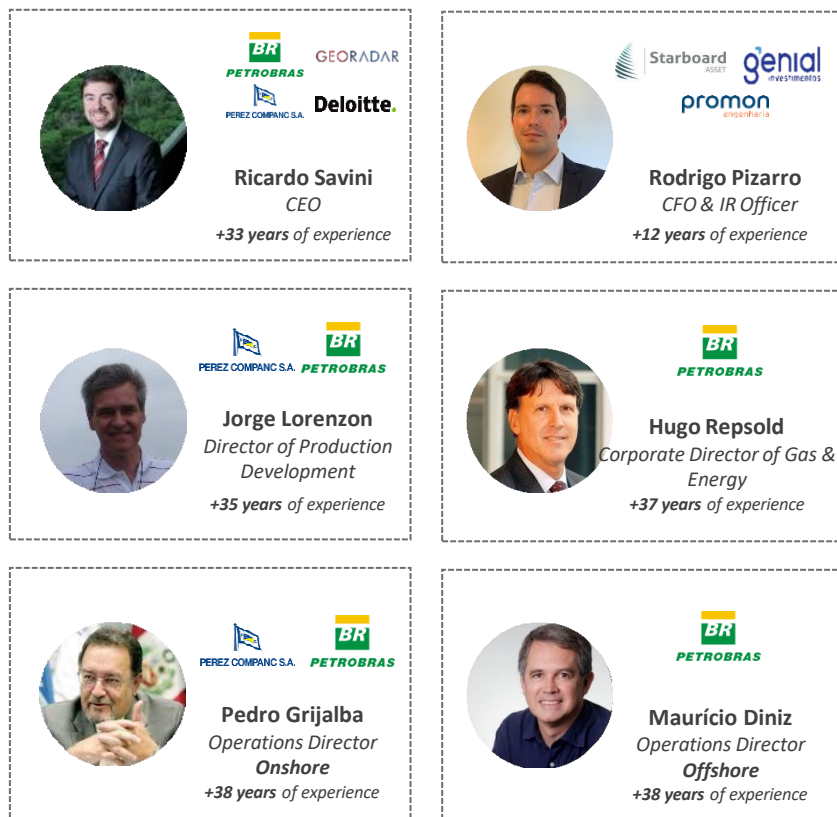 BR
PETROBRAS
GEORADAR
PEREZ COMPANC S.A.
Deloitte.
Ricardo Savini
CEO
+33 years of experience
Starboard
ASSET
genial
investimentos
promon
engenharia
Rodrigo Pizarro
CFO & IR Officer
+12 years of experience
PEREZ COMPANC S.A.
BR
PETROBRAS
Jorge Lorenzon
Director of Production
Development
+35 years of experience
BR
PETROBRAS
Hugo Repsold
Corporate Director of Gas &
Energy
+37 years of experience
PEREZ COMPANC S.A.
BR
PETROBRAS
Pedro Grijalba
Operations Director
Onshore
+38 years of experience
BR
PETROBRAS
Maurício Diniz
Operations Director
Offshore
+38 years of experience